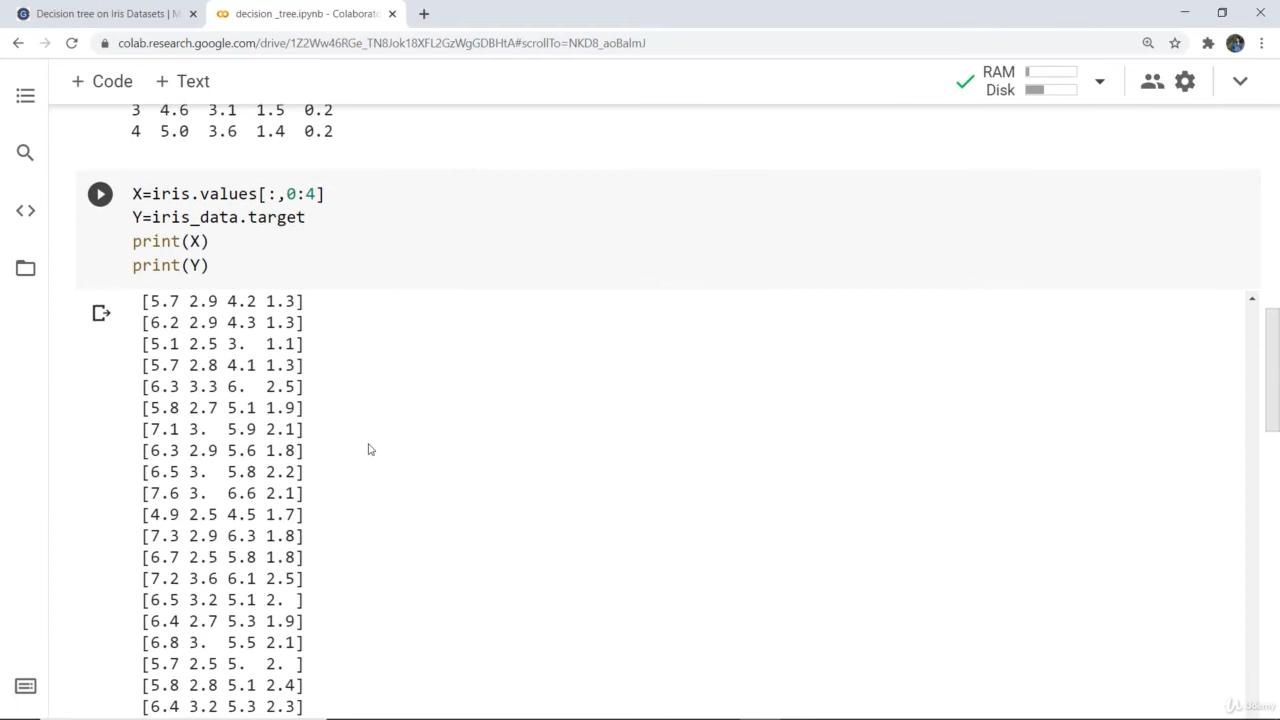 Decision tree on Iris Datasets | M
decision _tree.ipynb - Colaborato
colab.research.google.com/drive/1Z2Ww46RGe_TN8Jok18XFL2GzWgGDBHtA#scrollTo=NKD8_aoBalmJ
+ Code + Text
RAM
Disk
3 4.6 3.1 1.5 0.2
4 5.0 3.6 1.4 0.2
X=iris.values[:,0:4]
Y=iris_data.target
print(X)
print(Y)
[5.7 2.9 4.2 1.3]
[6.2 2.9 4.3 1.3]
[5.1 2.5 3. 1.1]
[5.7 2.8 4.1 1.3]
[6.3 3.3 6. 2.5]
[5.8 2.7 5.1 1.9]
[7.1 3. 5.9 2.1]
[6.3 2.9 5.6 1.8]
[6.5 3. 5.8 2.2]
[7.6 3. 6.6 2.1]
[4.9 2.5 4.5 1.7]
[7.3 2.9 6.3 1.8]
[6.7 2.5 5.8 1.8]
[7.2 3.6 6.1 2.5]
[6.5 3.2 5.1 2. ]
[6.4 2.7 5.3 1.9]
[6.8 3. 5.5 2.1]
[5.7 2.5 5. 2. ]
[5.8 2.8 5.1 2.4]
[6.4 3.2 5.3 2.3]
Udemy